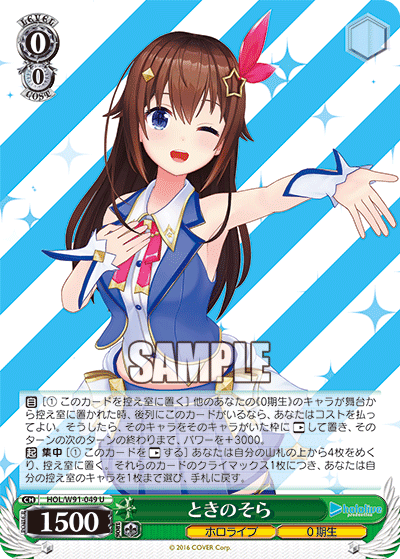 LEVEL
0
0
COST
SAMPLE
自 [① このカードを控え室に置く] 他のあなたの《0期生》のキャラが舞台
から控え室に置かれた時、後列にこのカードがいるなら、あなたはコストを払っ
てよい。そうしたら、そのキャラをそのキャラがいた枠にレストして置き、そ
のターンの次のターンの終わりまで、パワーを+3000。
起 集中 [① このカードをレストする] あなたは自分の山札の上から4枚をめく
り、控え室に置く。それらのカードのクライマックス1枚につき、あなたは自
分の控え室の《0期生》のキャラを1枚まで選び、手札に戻す。
CH HOL/W91-049 U
1500
ときのそら
hololive
ホロライブ
0期生
© 2016 COVER Corp.